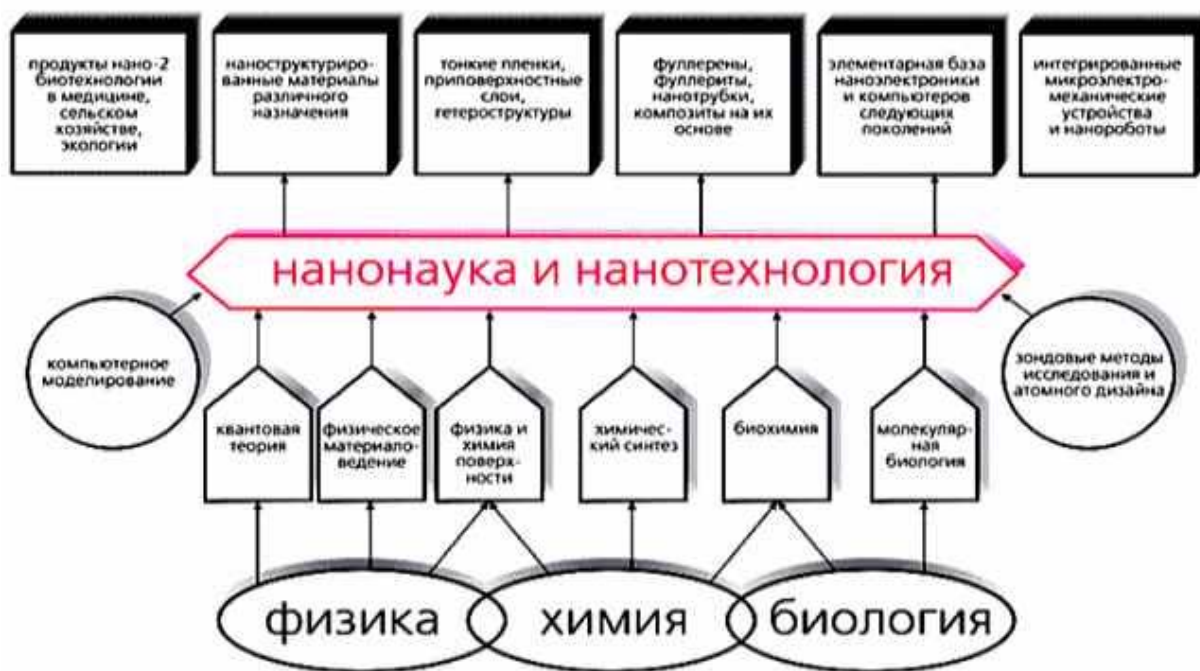 продукты нано-2
биотехнологии
в медицине,
сельском
хозяйстве,
экологии
наноструктуриро-
ванные материалы
различного
назначения
тонкие пленки,
приповерхностные
слои,
гетероструктуры
фуллерены,
фуллериты,
нанотрубки,
композиты на их
основе
элементарная база
наноэлектроники
и компьютеров
следующих
поколений
интегрированные
микроэлектро-
механические
устройства
и нанороботы
нанонаука и нанотехнология
компьютерное
моделирование
зондовые методы
исследования и
атомного дизайна
квантовая
теория
физическое
материало-
ведение
физика и
химия
поверх-
ности
химичес-
кий синтез
биохимия
молекуляр-
ная
биология
физика
химия
биология